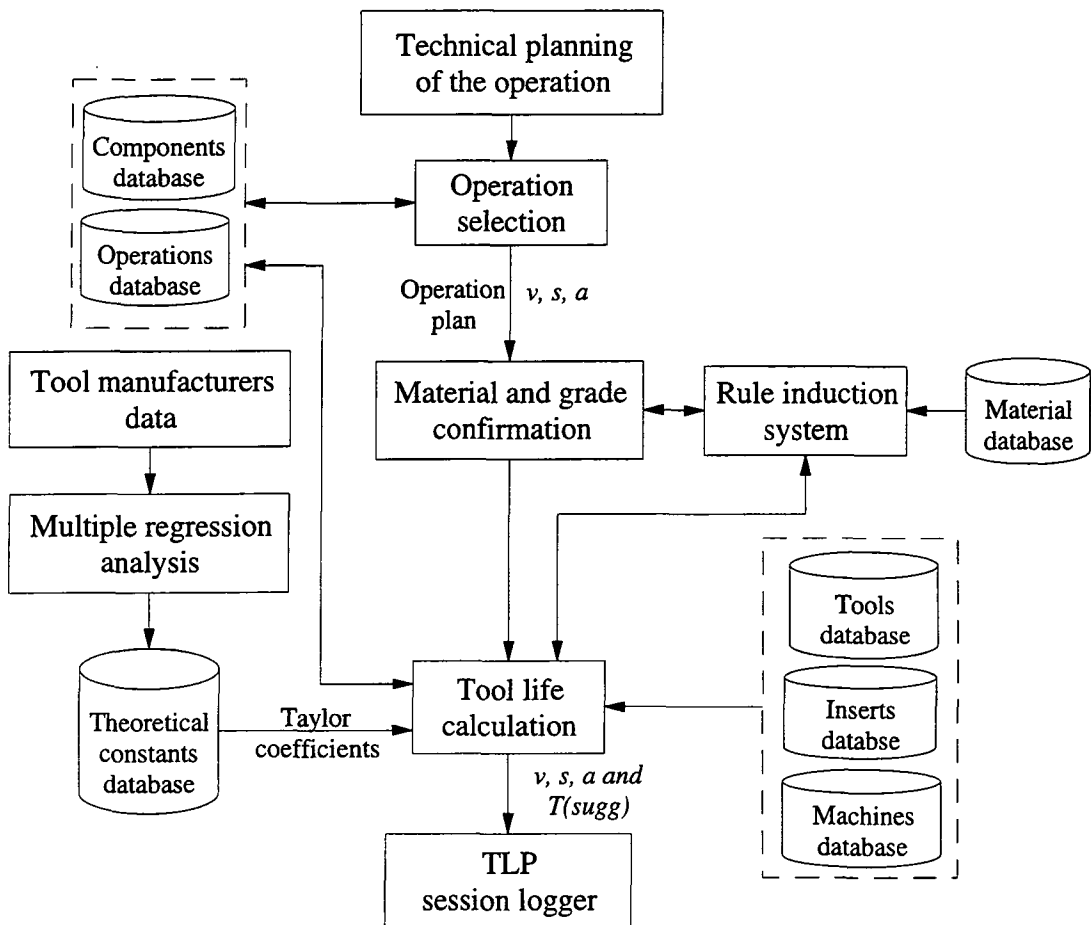 Technical planning
of the operation
Components
database
Operations
database
Operation
selection
Operation
plan
v, s, a
Tool manufacturers
data
Material and grade
confirmation
Rule induction
system
Material
database
Multiple regression
analysis
Tools
database
Theoretical
constants
database
Taylor
coefficients
Tool life
calculation
Inserts
databse
v, s, a and
T(sugg)
Machines
database
TLP
session logger